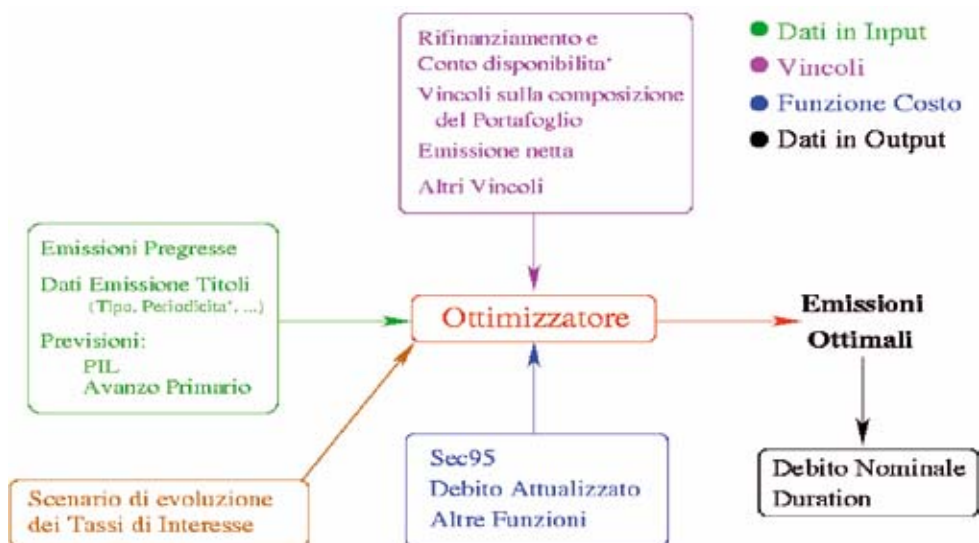 Rifinanziamento e
Conto disponibilita'
Vincoli sulla composizione
del Portafoglio
Emissione netta
Altri Vincoli
Dati in Input
Vincoli
Funzione Costo
Dati in Output
Emissioni Pregresse
Dati Emissione Titoli
(Tipo, Periodicita', ...)
Previsioni:
PIL
Avanzo Primario
Ottimizzatore
Emissioni
Ottimali
Scenario di evoluzione
dei Tassi di Interesse
Sec95
Debito Attualizzato
Altre Funzioni
Debito Nominale
Duration